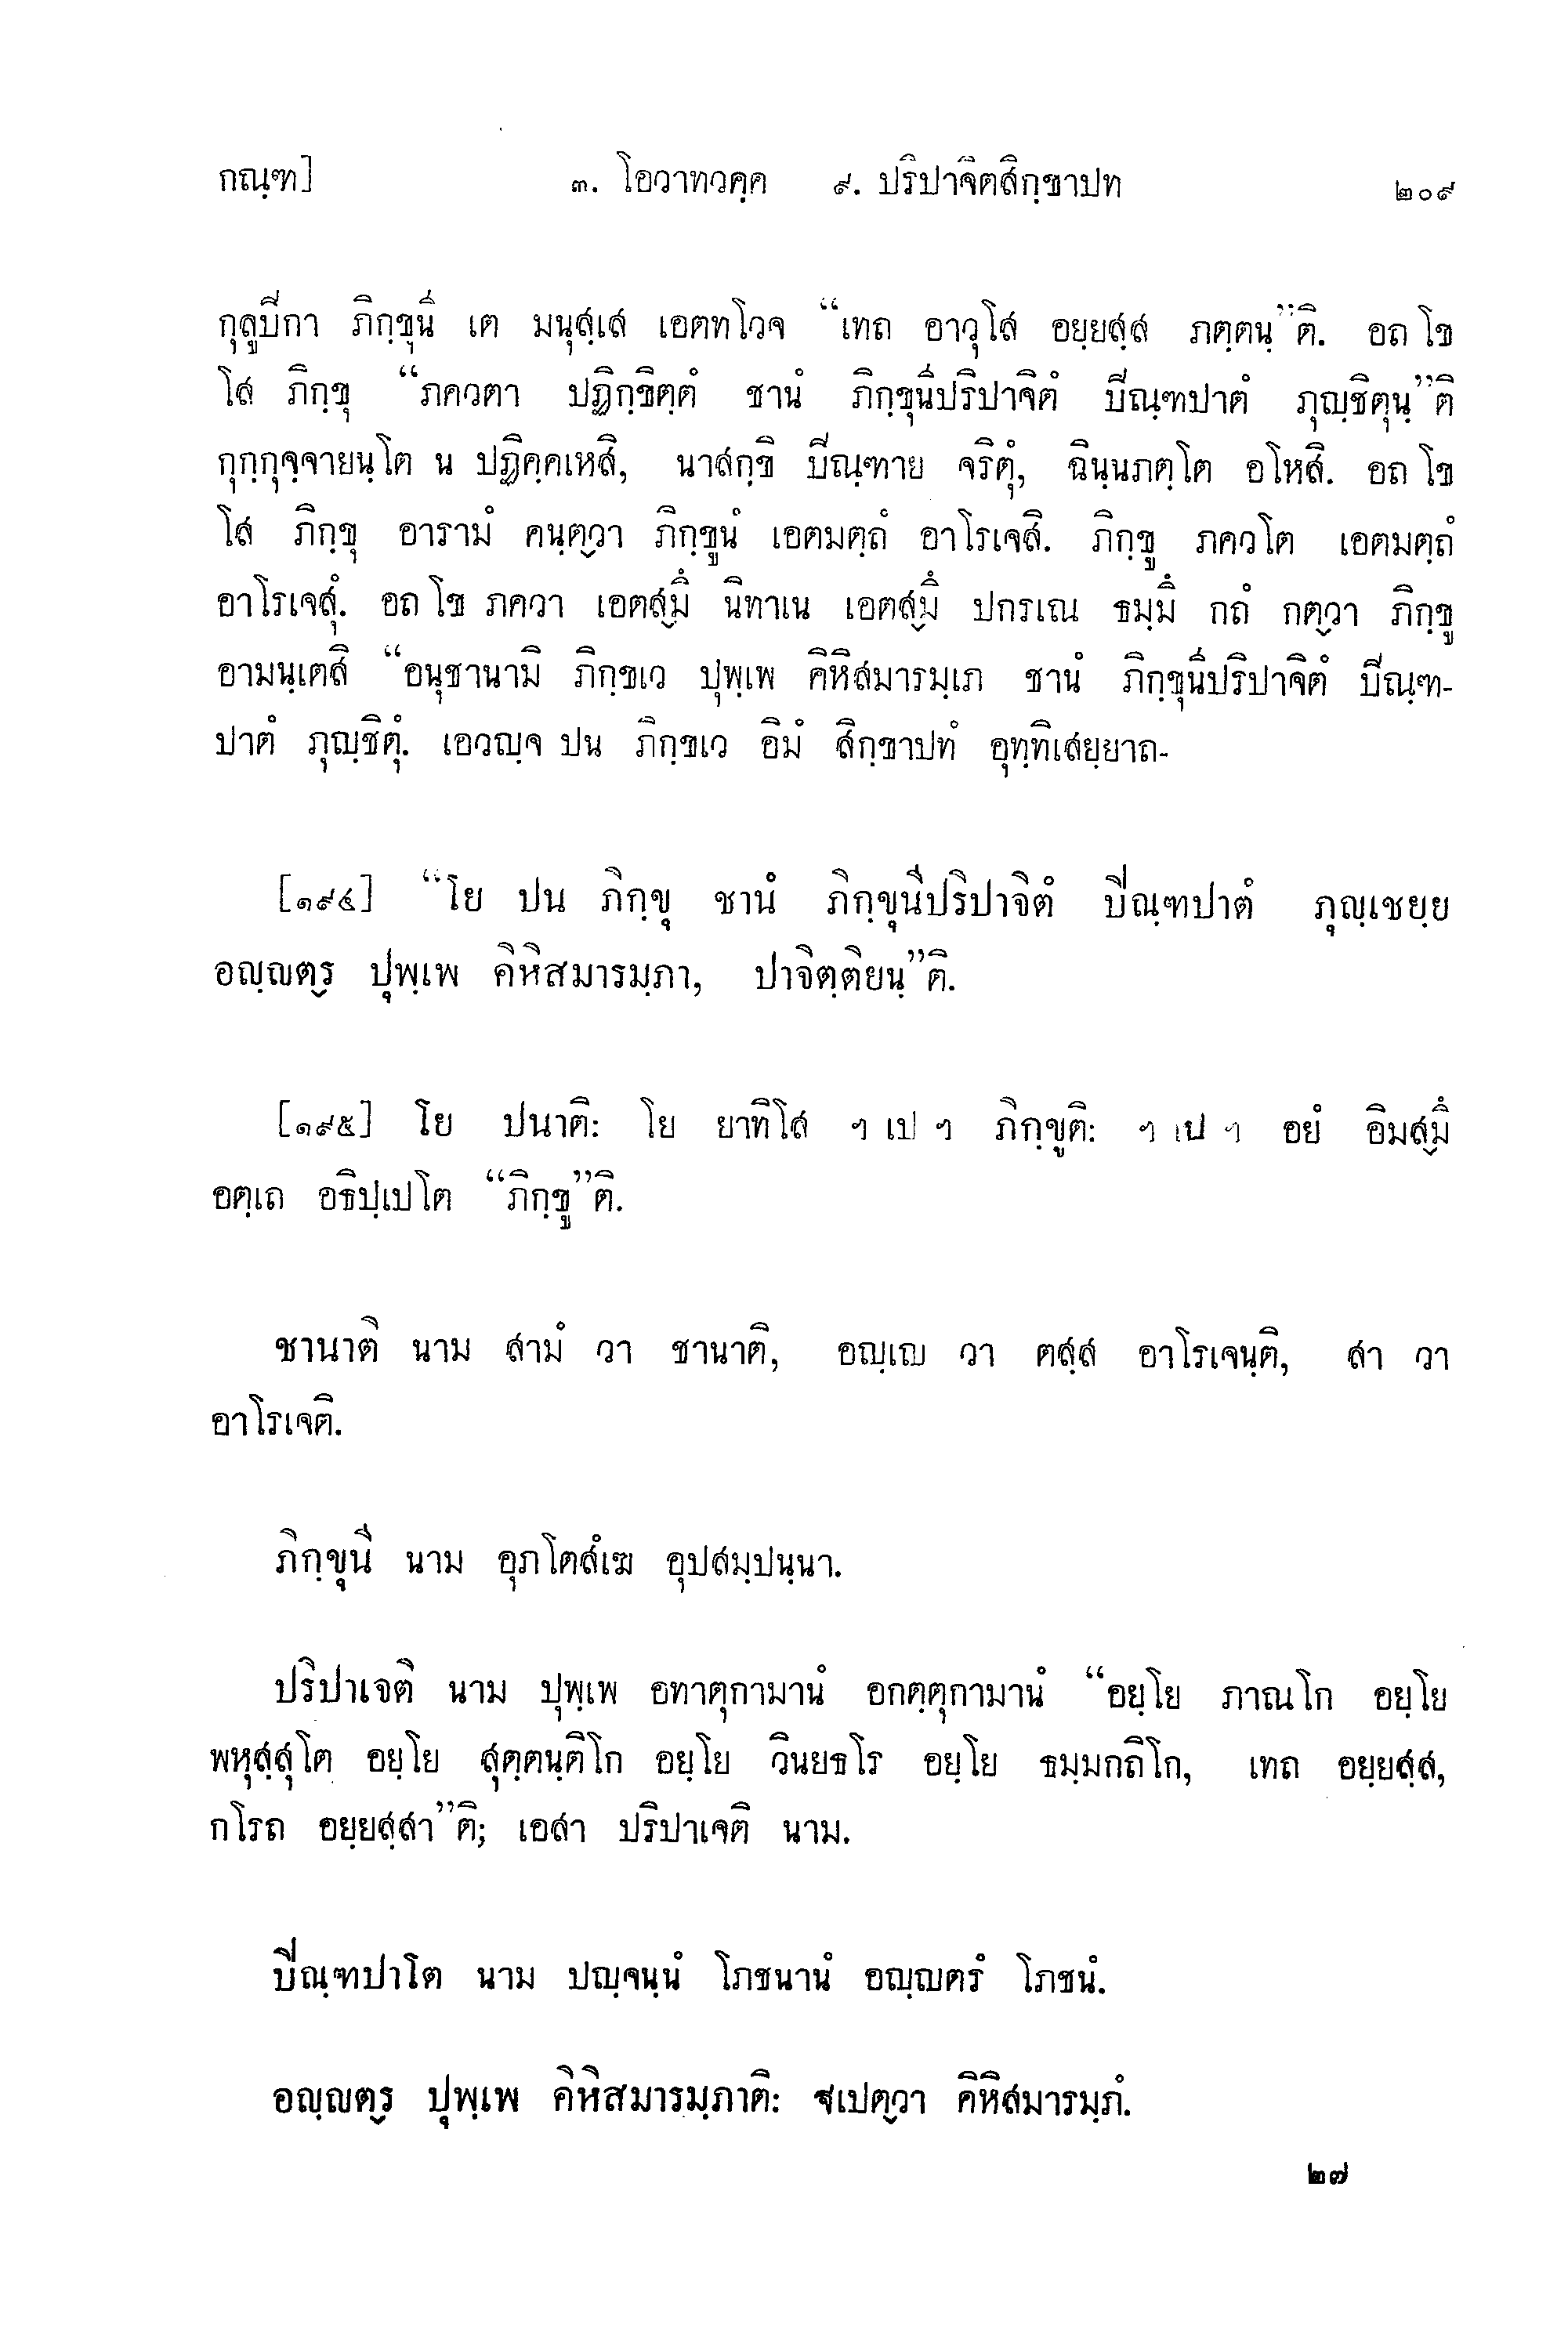 กณฺฑ] ๓. โอวาทวคฺค ๙. ปริปาจิตสิกฺขาปท ๒๐๙
กุลูปิกา ภิกฺขุนี เต มนุสฺเส เอตทโวจ “เทถ อาวุโส อยฺยสฺส ภตฺตนฺ”ติ. อถ โข
โส ภิกฺขุ “ภควตา ปฏิกฺขิตฺตํ ชานํ ภิกฺขุนีปริปาจิตํ ปิณฺฑปาตํ ภุญฺชิตุนฺ”ติ
กุกฺกุจฺจายนฺโต น ปฏิคฺคเหสิ, นาสกฺขิ ปิณฺฑาย จริตุํ, ฉินฺนภตฺโต อโหสิ. อถ โข
โส ภิกฺขุ อารามํ คนฺตฺวา ภิกฺขูนํ เอตมตฺถํ อาโรเจสิ. ภิกฺขู ภควโต เอตมตฺถํ
อาโรเจสุํ. อถ โข ภควา เอตสฺมึ นิทาเน เอตสฺมึ ปกรเณ ธมฺมึ กถํ กตฺวา ภิกฺขู
อามนฺเตสิ “อนุชานามิ ภิกฺขเว ปุพฺเพ คิหิสมารมฺเภ ชานํ ภิกฺขุนีปริปาจิตํ ปิณฺฑ-
ปาตํ ภุญฺชิตุํ. เอวญฺจ ปน ภิกฺขเว อิมํ สิกฺขาปทํ อุทฺทิเสยฺยาถ-
[๑๙๔] “โย ปน ภิกฺขุ ชานํ ภิกฺขุนีปริปาจิตํ ปิณฺฑปาตํ ภุญฺเชยฺย
อญฺญตฺร ปุพฺเพ คิหิสมารมฺภา, ปาจิตฺติยนฺ”ติ.
[๑๙๕] โย ปนาติ: โย ยาทิโส ฯ เป ฯ ภิกฺขูติ: ฯ เป ฯ อยํ อิมสฺมึ
อตฺเถ อธิปฺเปโต “ภิกฺขู”ติ.
ชานาติ นาม สามํ วา ชานาติ, อญฺเญ วา ตสฺส อาโรเจนฺติ, สา วา
อาโรเจติ.
ภิกฺขุนี นาม อุภโตสํเฆ อุปสมฺปนฺนา.
ปริปาเจติ นาม ปุพฺเพ อทาตุกามานํ อกตฺตุกามานํ “อยฺโย ภาณโก อยฺโย
พหุสฺสุโต อยฺโย สุตฺตนฺติโก อยฺโย วินยธโร อยฺโย ธมฺมกถิโก, เทถ อยฺยสฺส,
กโรถ อยฺยสฺสา”ติ; เอสา ปริปาเจติ นาม.
ปิณฺฑปาโต นาม ปญฺจนฺนํ โภชนานํ อญฺญตรํ โภชนํ.
อญฺญตฺร ปุพฺเพ คิหิสมารมฺภาติ: ฐเปตฺวา คิหิสมารมฺภํ.
๒๗